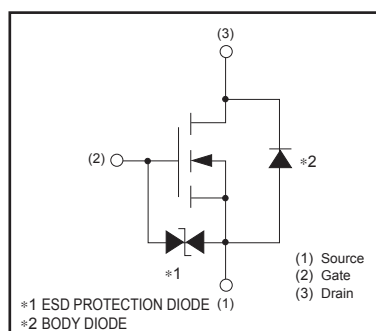 (3)
(2)
∗2
∗1
(1) Source
(2) Gate
(3) Drain
∗1 ESD PROTECTION DIODE (1)
∗2 BODY DIODE